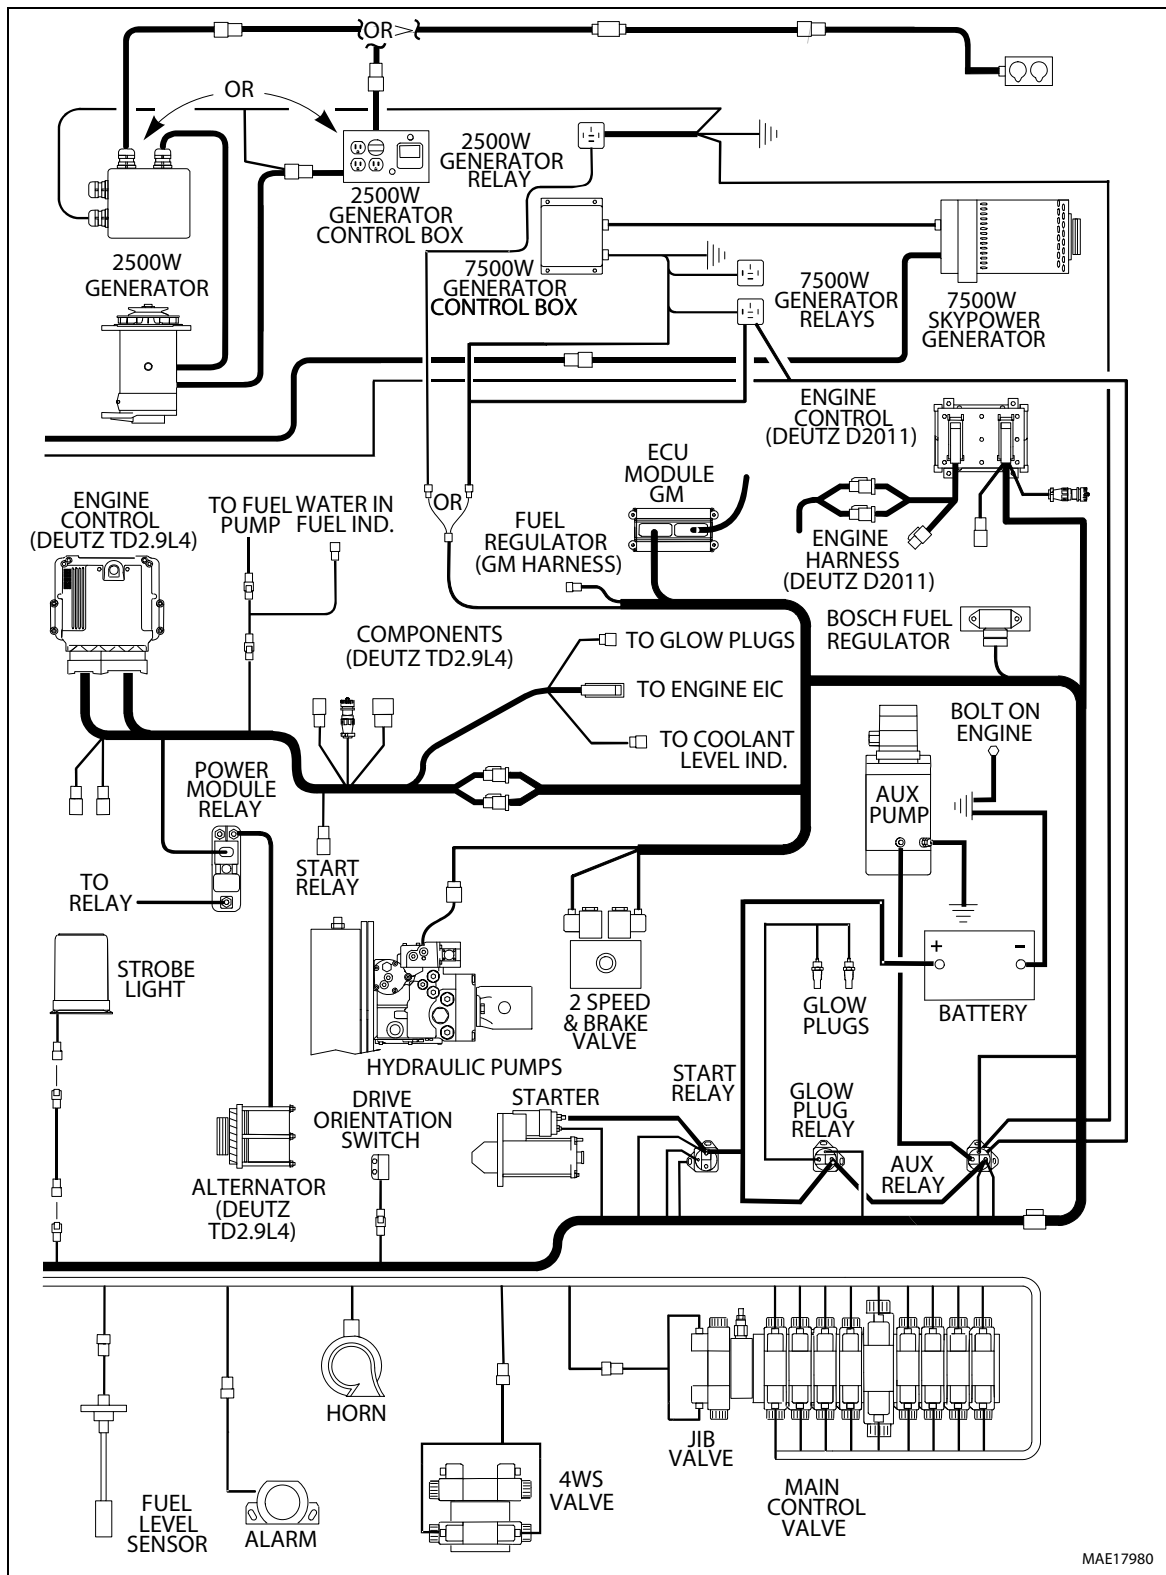 OR
OR
2500W
GENERATOR
RELAY
2500W
GENERATOR
CONTROL BOX
2500W
GENERATOR
7500W
GENERATOR
CONTROL BOX
7500W
GENERATOR
RELAYS
7500W
SKYPOWER
GENERATOR
ENGINE
CONTROL
(DEUTZ D2011)
ECU
MODULE
GM
ENGINE
CONTROL
(DEUTZ TD2.9L4)
TO FUEL
PUMP
WATER IN
FUEL IND.
OR
FUEL
REGULATOR
(GM HARNESS)
ENGINE
HARNESS
(DEUTZ D2011)
BOSCH FUEL
REGULATOR
COMPONENTS
(DEUTZ TD2.9L4)
TO GLOW PLUGS
TO ENGINE EIC
TO COOLANT
LEVEL IND.
BOLT ON
ENGINE
POWER
MODULE
RELAY
AUX
PUMP
START
RELAY
TO
RELAY
STROBE
LIGHT
+
-
2 SPEED
& BRAKE
VALVE
GLOW
PLUGS
BATTERY
HYDRAULIC PUMPS
DRIVE
ORIENTATION
SWITCH
STARTER
START
RELAY
GLOW
PLUG
RELAY
AUX
RELAY
ALTERNATOR
(DEUTZ
TD2.9L4)
HORN
JIB
VALVE
FUEL
LEVEL
SENSOR
ALARM
4WS
VALVE
MAIN
CONTROL
VALVE
MAE17980